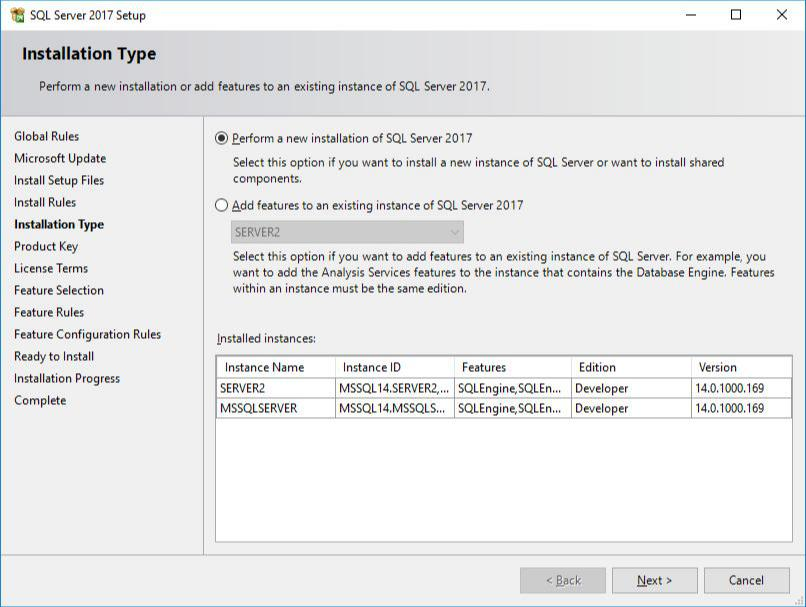 SQL Server 2017 Setup
Installation Type
Perform a new installation or add features to an existing instance of SQL Server 2017.
Global Rules
Microsoft Update
Install Setup Files
Install Rules
Installation Type
Product Key
License Terms
Feature Selection
Feature Rules
Feature Configuration Rules
Ready to Install
Installation Progress
Complete
Perform a new installation of SQL Server 2017
Select this option if you want to install a new instance of SQL Server or want to install shared
components.
Add features to an existing instance of SQL Server 2017
SERVER2
Select this option if you want to add features to an existing instance of SQL Server. For example, you
want to add the Analysis Services features to the instance that contains the Database Engine. Features
within an instance must be the same edition.
Installed instances:
Instance Name Instance ID Features Edition Version
SERVER2 MSSQL14.SERVER2,... SQLEngine,SQLEn... Developer 14.0.1000.169
MSSQLSERVER MSSQL14.MSSQLS... SQLEngine,SQLEn... Developer 14.0.1000.169
< Back Next > Cancel